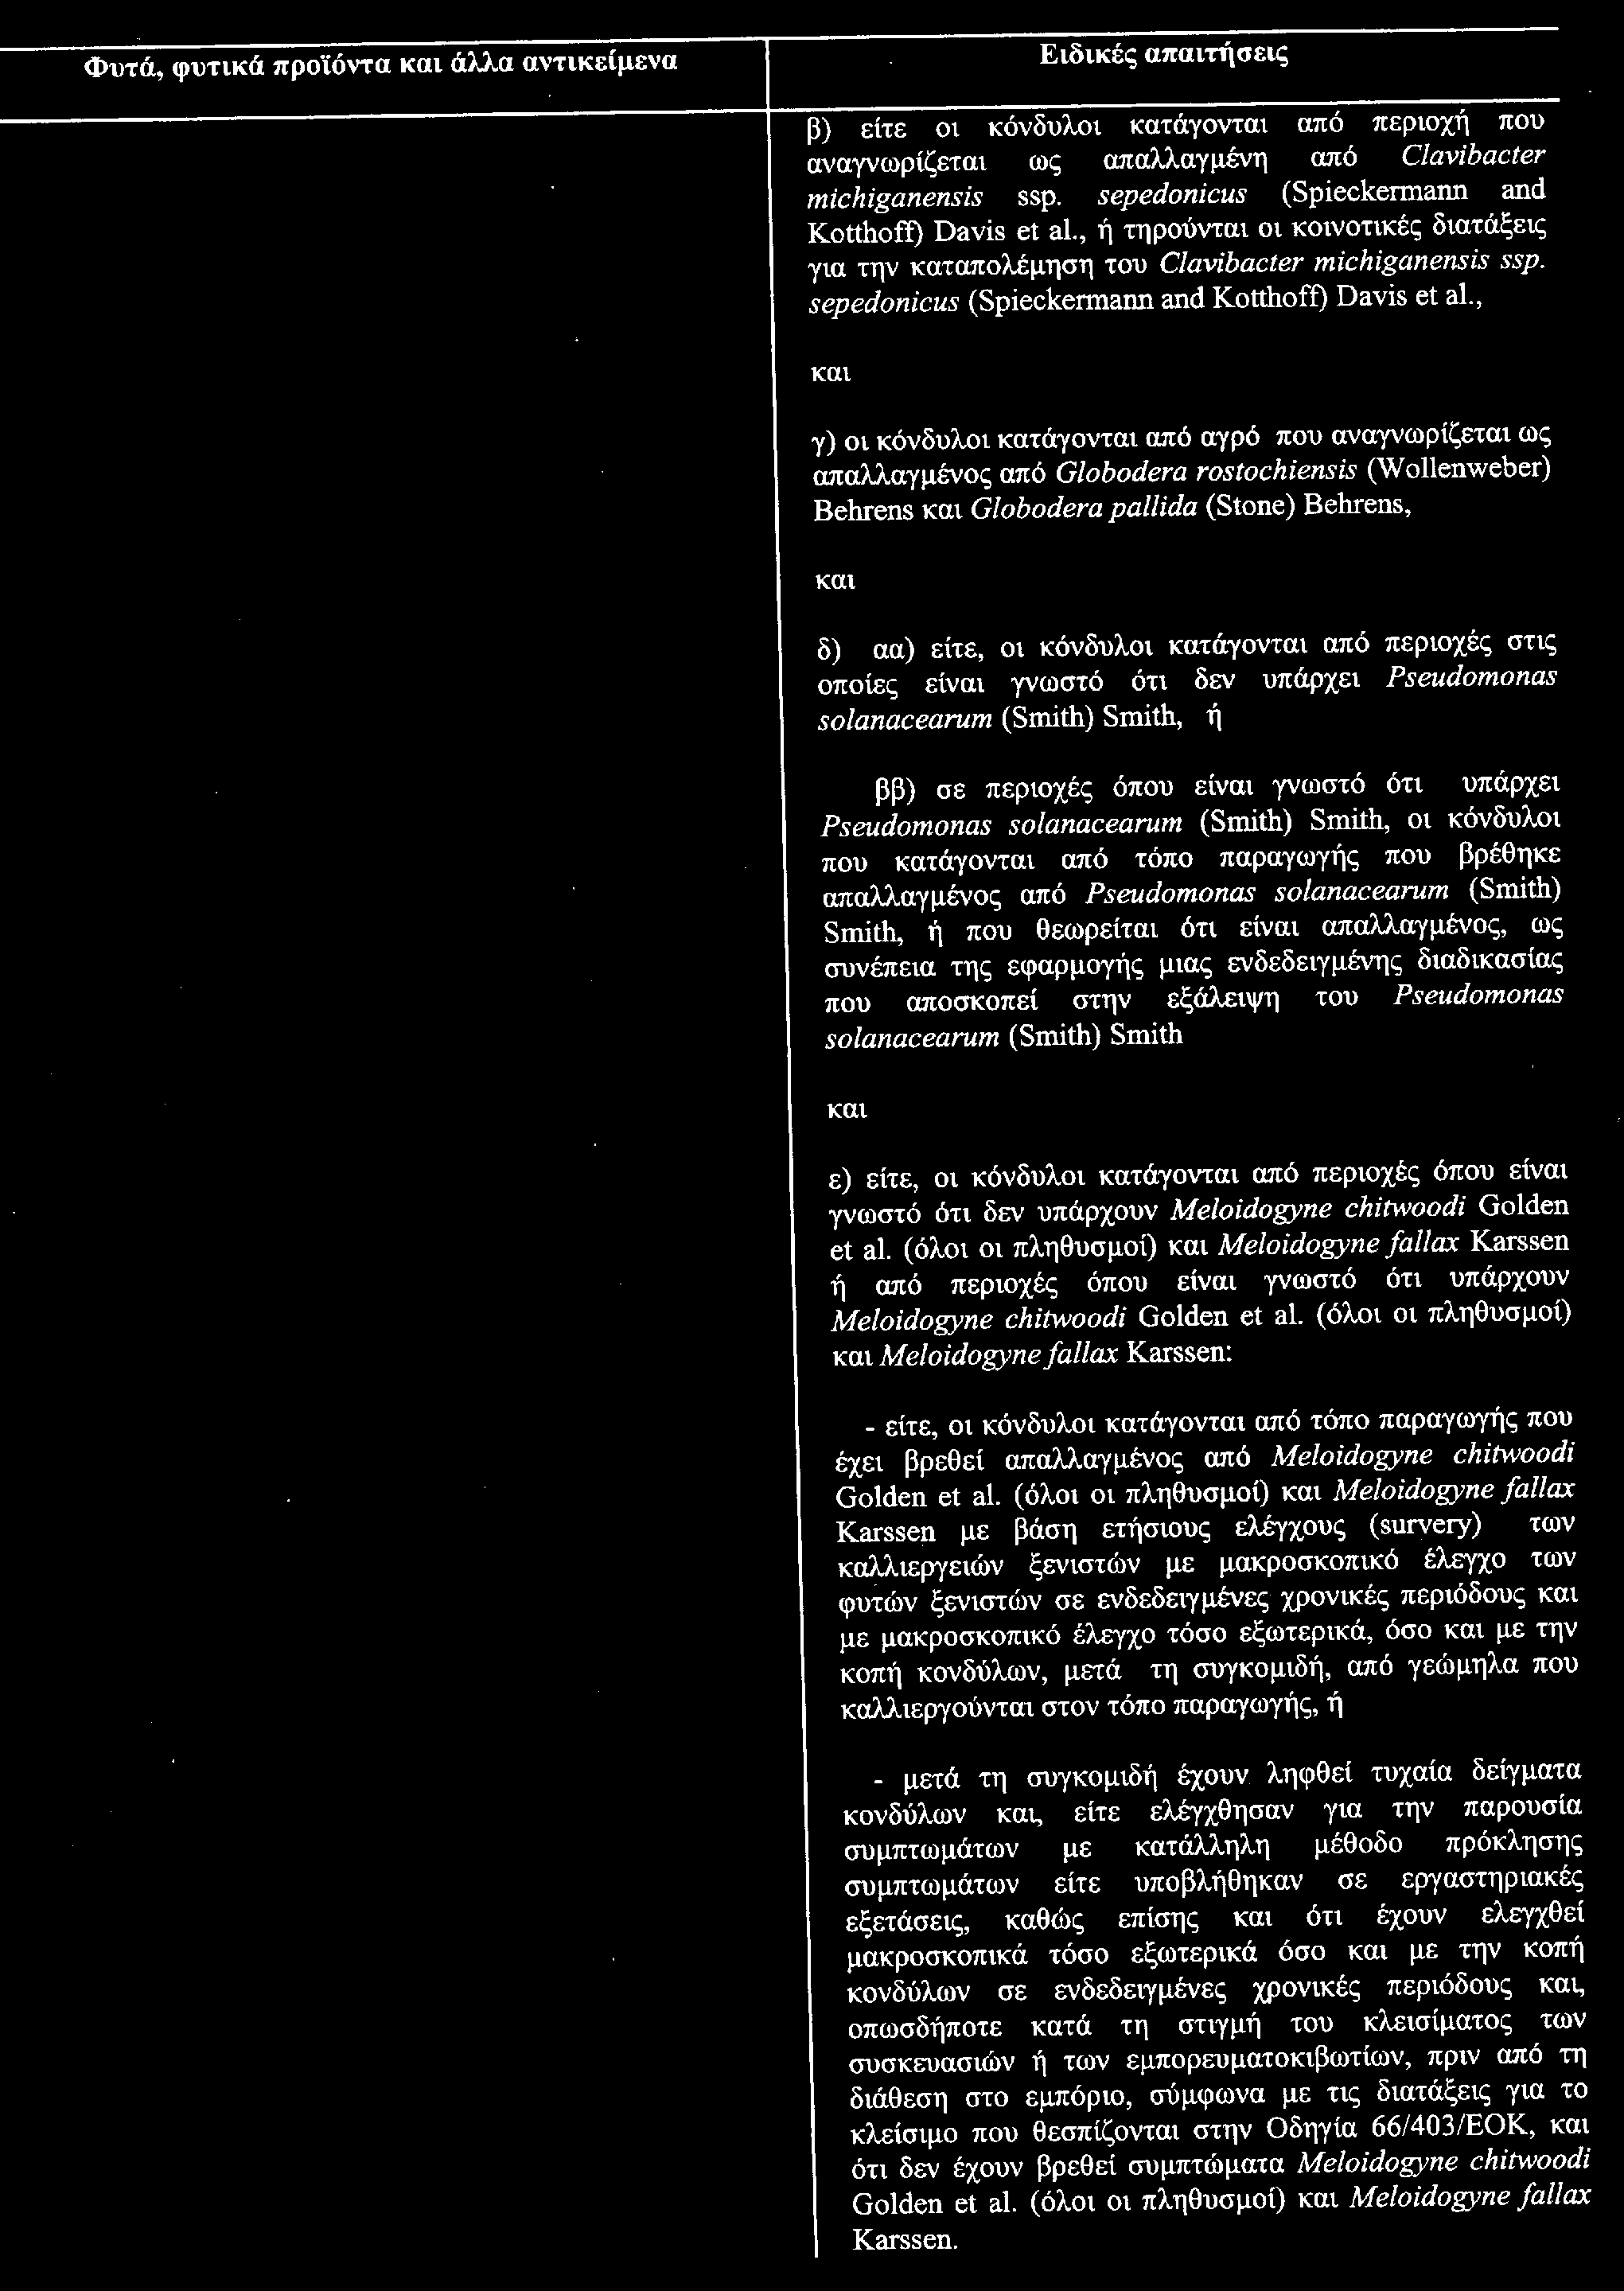 Φυτά, φυτικά προϊόντα και άλλα αντικείμενα
Ειδικές απαιτήσεις
β) είτε οι κόνδυλοι κατάγονται από περιοχή που
αναγνωρίζεται ως απαλλαγμένη από Clavibacter
michiganensis ssp. sepedonicus (Spieckermann and
Kotthoff) Davis et al., ή τηρούνται οι κοινοτικές διατάξεις
για την καταπολέμηση του Clavibacter michiganensis ssp.
sepedonicus (Spieckermann and Kotthoff) Davis et al.,
και
γ) οι κόνδυλοι κατάγονται από αγρό που αναγνωρίζεται ως
απαλλαγμένος από Globodera rostochiensis (Wollenweber)
Behrens και Globodera pallida (Stone) Behrens,
και
δ) αα) είτε, οι κόνδυλοι κατάγονται από περιοχές στις
οποίες είναι γνωστό ότι δεν υπάρχει Pseudomonas
solanacearum (Smith) Smith, ή
ββ) σε περιοχές όπου είναι γνωστό ότι υπάρχει
Pseudomonas solanacearum (Smith) Smith, οι κόνδυλοι
που κατάγονται από τόπο παραγωγής που βρέθηκε
απαλλαγμένος από Pseudomonas solanacearum (Smith)
Smith, ή που θεωρείται ότι είναι απαλλαγμένος, ως
συνέπεια της εφαρμογής μιας ενδεδειγμένης διαδικασίας
που αποσκοπεί στην εξάλειψη του Pseudomonas
solanacearum (Smith) Smith
και
ε) είτε, οι κόνδυλοι κατάγονται από περιοχές όπου είναι
γνωστό ότι δεν υπάρχουν Meloidogyne chitwoodi Golden
et al. (όλοι οι πληθυσμοί) και Meloidogyne fallax Karssen
ή από περιοχές όπου είναι γνωστό ότι υπάρχουν
Meloidogyne chitwoodi Golden et al. (όλοι οι πληθυσμοί)
και Meloidogyne fallax Karssen:
- είτε, οι κόνδυλοι κατάγονται από τόπο παραγωγής που
έχει βρεθεί απαλλαγμένος από Meloidogyne chitwoodi
Golden et al. (όλοι οι πληθυσμοί) και Meloidogyne fallax
Karssen με βάση ετήσιους ελέγχους (survery) των
καλλιεργειών ξενιστών με μακροσκοπικό έλεγχο των
φυτών ξενιστών σε ενδεδειγμένες χρονικές περιόδους και
με μακροσκοπικό έλεγχο τόσο εξωτερικά, όσο και με την
κοπή κονδύλων, μετά τη συγκομιδή, από γεώμηλα που
καλλιεργούνται στον τόπο παραγωγής, ή
- μετά τη συγκομιδή έχουν ληφθεί τυχαία δείγματα
κονδύλων και, είτε ελέγχθησαν για την παρουσία
συμπτωμάτων με κατάλληλη μέθοδο πρόκλησης
συμπτωμάτων είτε υποβλήθηκαν σε εργαστηριακές
εξετάσεις, καθώς επίσης και ότι έχουν ελεγχθεί
μακροσκοπικά τόσο εξωτερικά όσο και με την κοπή
κονδύλων σε ενδεδειγμένες χρονικές περιόδους και,
οπωσδήποτε κατά τη στιγμή του κλεισίματος των
συσκευασιών ή των εμπορευματοκιβωτίων, πριν από τη
διάθεση στο εμπόριο, σύμφωνα με τις διατάξεις για το
κλείσιμο που θεσπίζονται στην Οδηγία 66/403/ΕΟΚ, και
ότι δεν έχουν βρεθεί συμπτώματα Meloidogyne chitwoodi
Golden et al. (όλοι οι πληθυσμοί) και Meloidogyne fallax
Karssen.